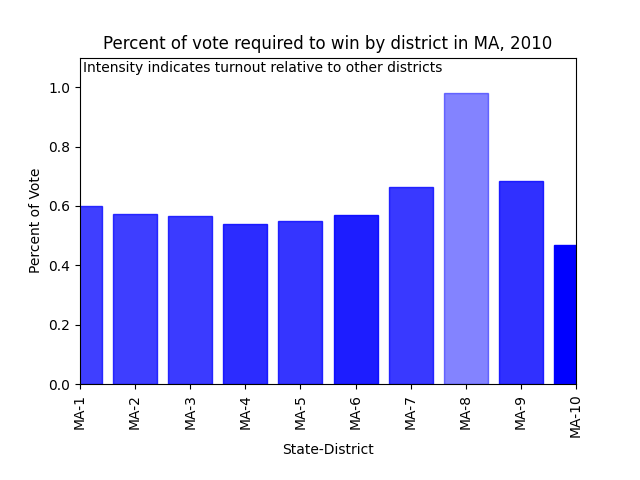 Percent of vote required to win by district in MA, 2010
Intensity indicates turnout relative to other districts
1.0
0.8
0.6
0.4
0.2
0.0
Percent of Vote
MA-1
MA-2
MA-3
MA-4
MA-5
MA-6
MA-7
MA-8
MA-9
MA-10
State-District